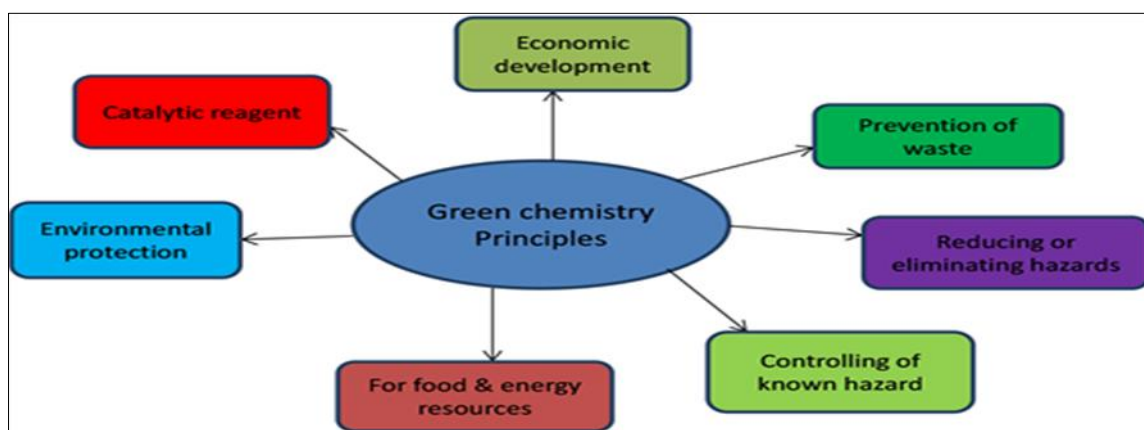 Economic
development
Catalytic reagent
Prevention of
waste
Green chemistry
Principles
Environmental
protection
Reducing or
eliminating hazards
For food & energy
resources
Controlling of
known hazard